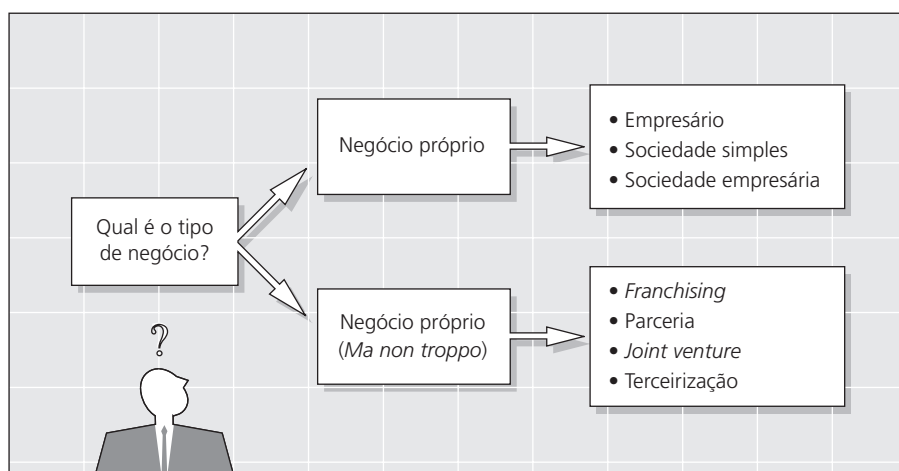 Qual é o tipo
de negócio?
?
Negócio próprio
• Empresário
• Sociedade simples
• Sociedade empresária
Negócio próprio
(Ma non troppo)
• Franchising
• Parceria
• Joint venture
• Terceirização